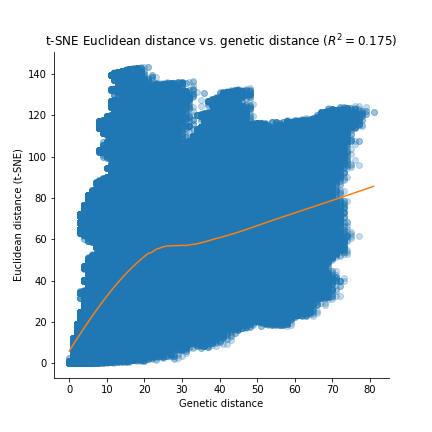 t-SNE Euclidean distance vs. genetic distance (R² = 0.175)
140
120
100
80
60
40
20
0
Euclidean distance (t-SNE)
0 10 20 30 40 50 60 70 80
Genetic distance